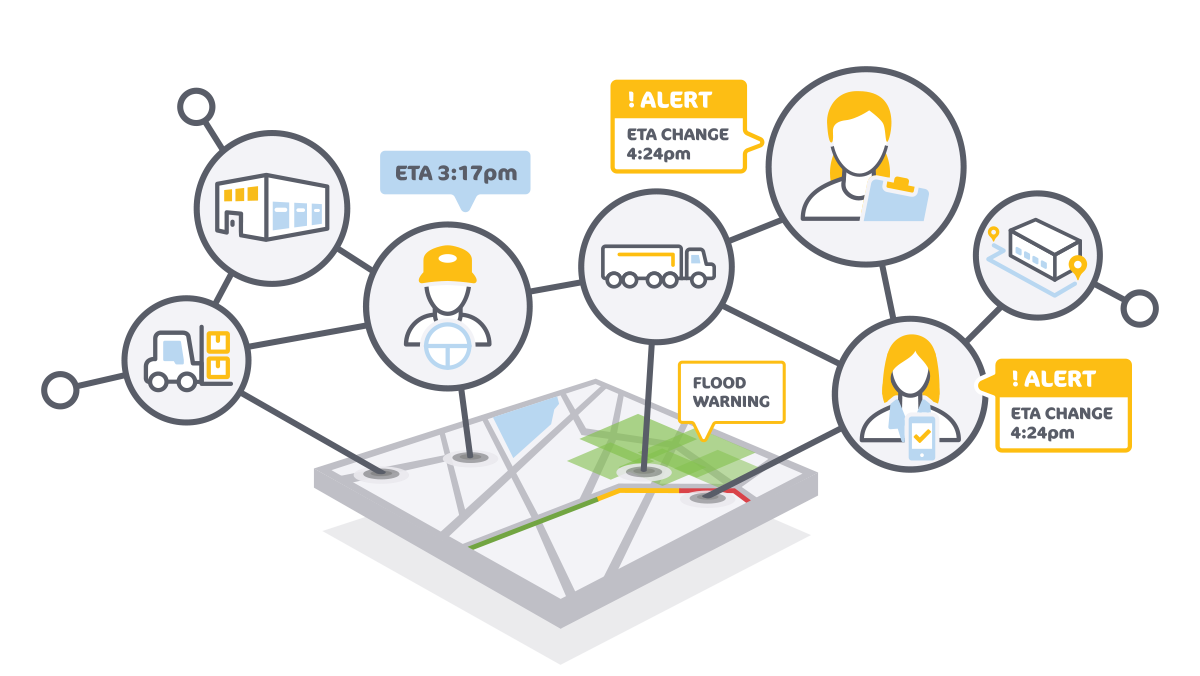 ! ALERT
ETA CHANGE
4:24pm
ETA 3:17pm
FLOOD
WARNING
! ALERT
ETA CHANGE
4:24pm